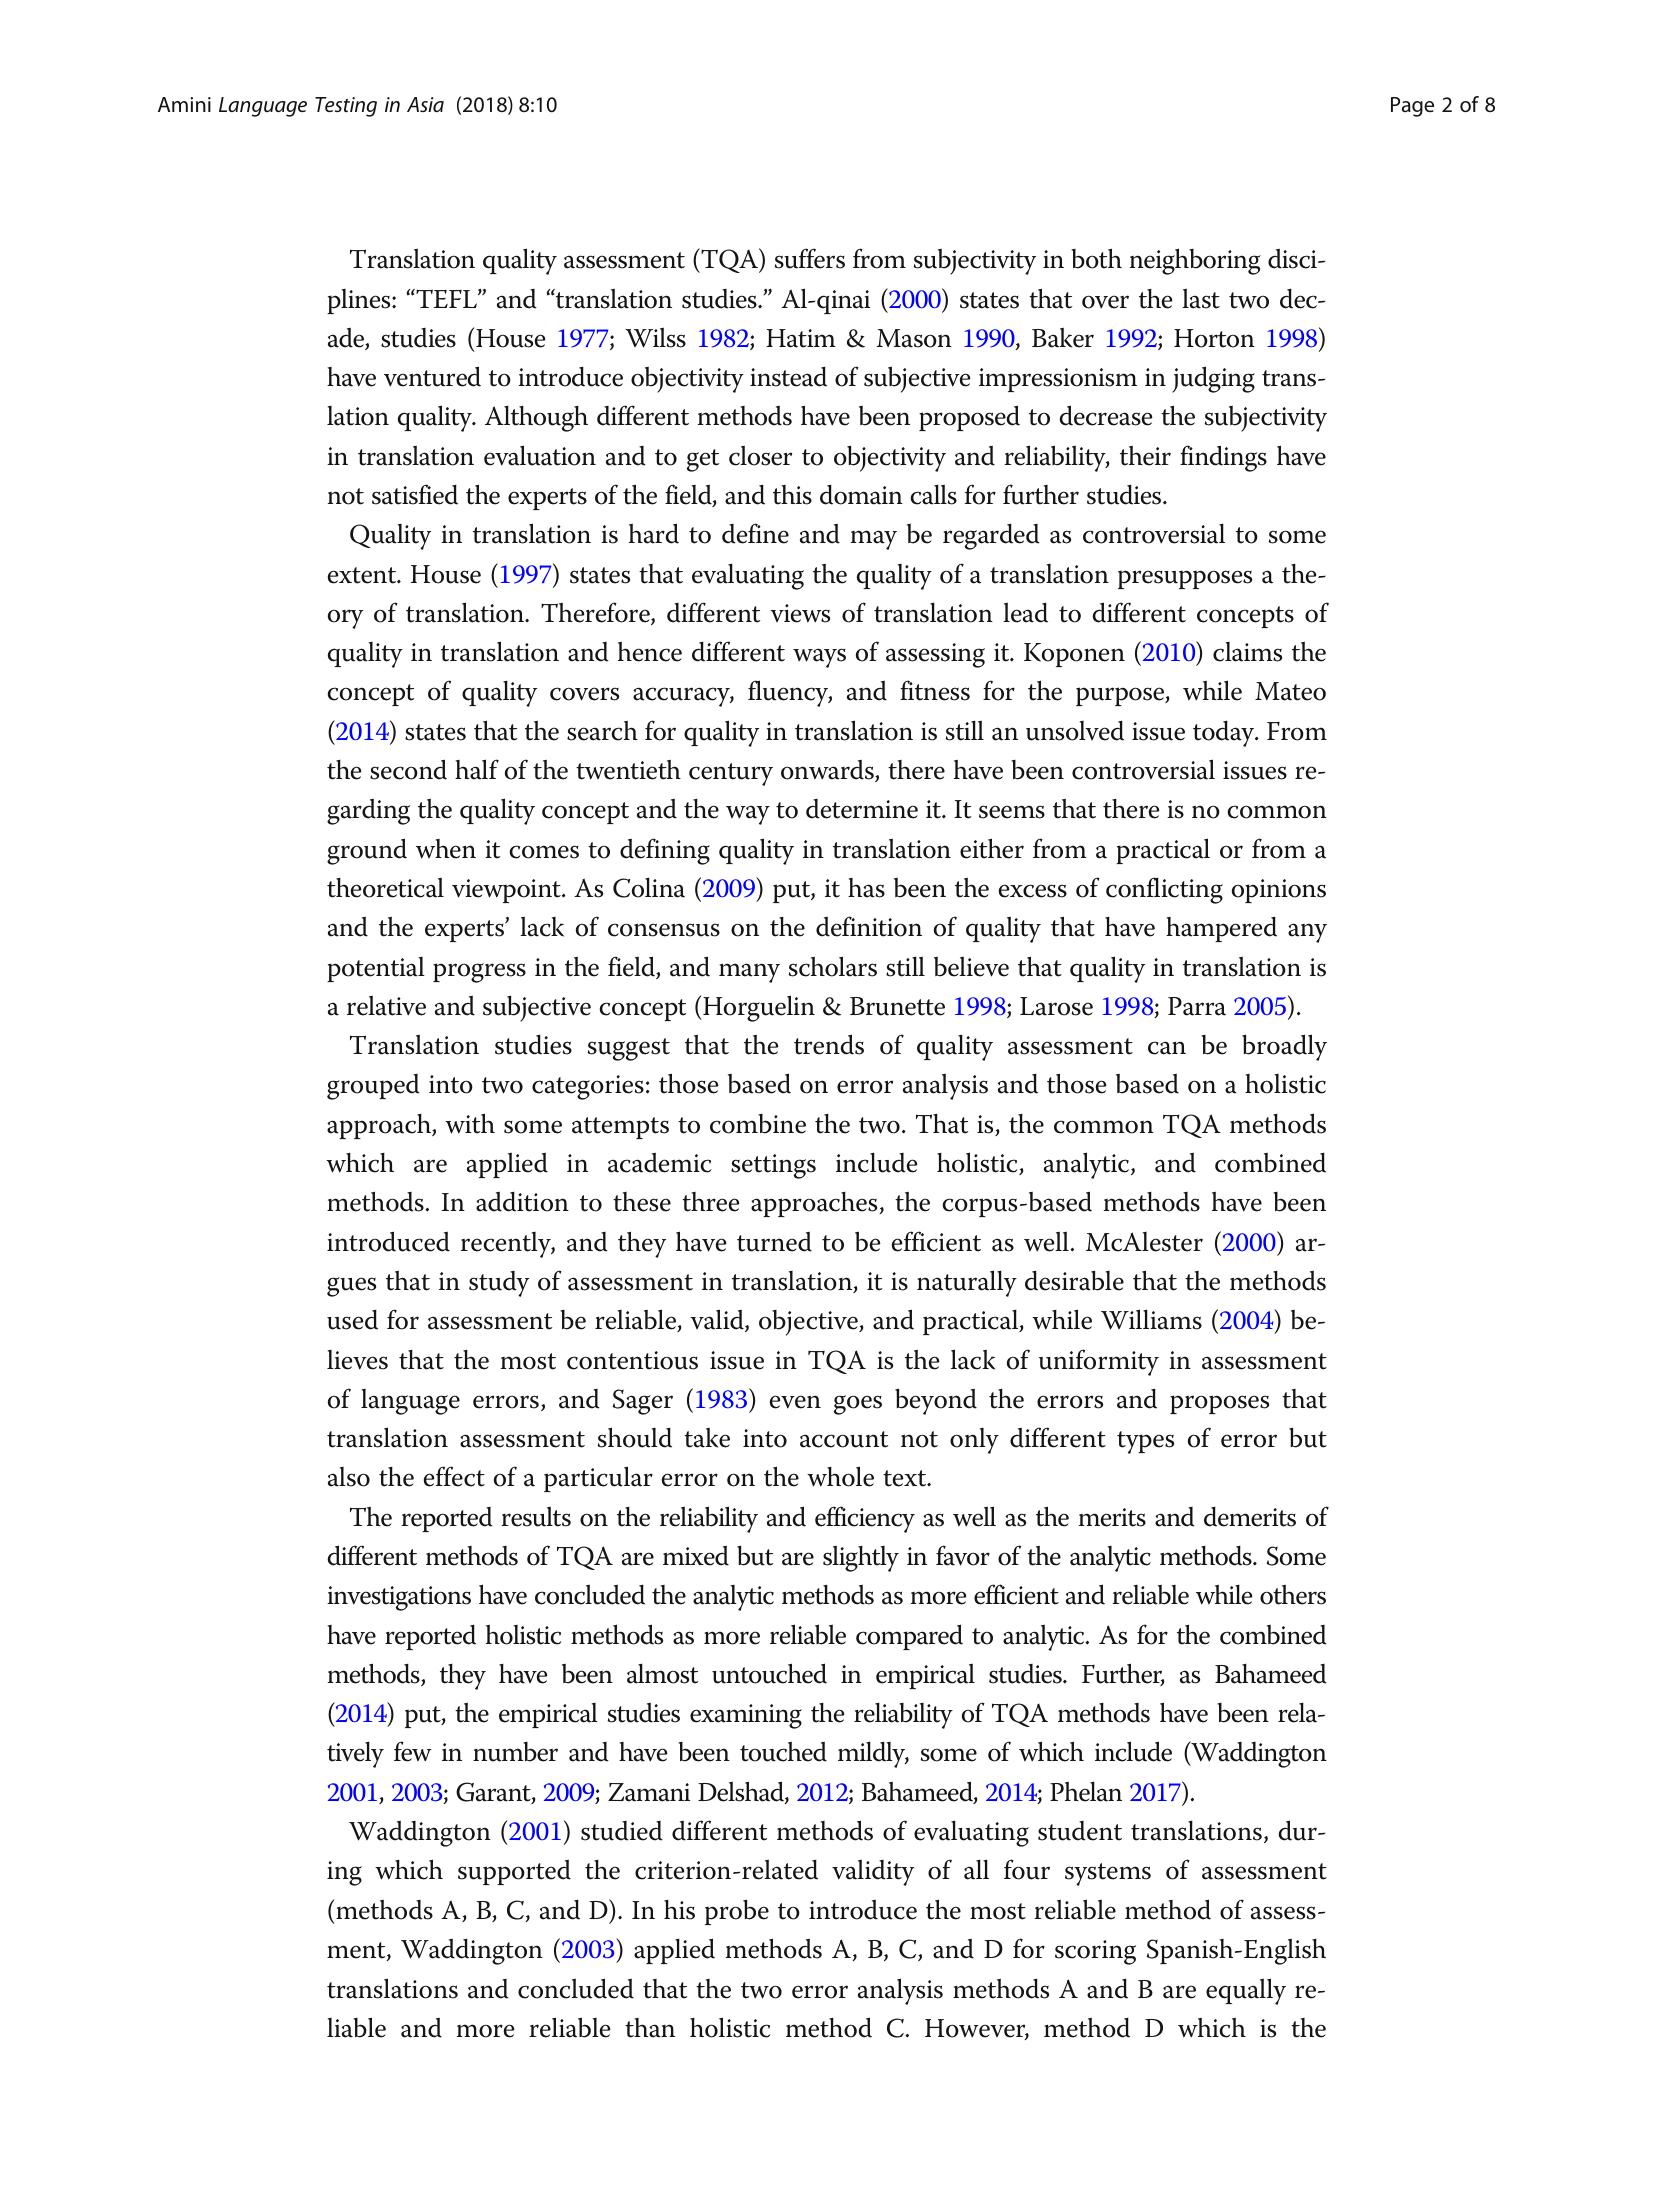 Amini Language Testing in Asia (2018) 8:10
Page 2 of 8
Translation quality assessment (TQA) suffers from subjectivity in both neighboring disci-
plines: “TEFL” and “translation studies.” Al-qinai (2000) states that over the last two dec-
ade, studies (House 1977; Wilss 1982; Hatim & Mason 1990, Baker 1992; Horton 1998)
have ventured to introduce objectivity instead of subjective impressionism in judging trans-
lation quality. Although different methods have been proposed to decrease the subjectivity
in translation evaluation and to get closer to objectivity and reliability, their findings have
not satisfied the experts of the field, and this domain calls for further studies.
Quality in translation is hard to define and may be regarded as controversial to some
extent. House (1997) states that evaluating the quality of a translation presupposes a the-
ory of translation. Therefore, different views of translation lead to different concepts of
quality in translation and hence different ways of assessing it. Koponen (2010) claims the
concept of quality covers accuracy, fluency, and fitness for the purpose, while Mateo
(2014) states that the search for quality in translation is still an unsolved issue today. From
the second half of the twentieth century onwards, there have been controversial issues re-
garding the quality concept and the way to determine it. It seems that there is no common
ground when it comes to defining quality in translation either from a practical or from a
theoretical viewpoint. As Colina (2009) put, it has been the excess of conflicting opinions
and the experts’ lack of consensus on the definition of quality that have hampered any
potential progress in the field, and many scholars still believe that quality in translation is
a relative and subjective concept (Horguelin & Brunette 1998; Larose 1998; Parra 2005).
Translation studies suggest that the trends of quality assessment can be broadly
grouped into two categories: those based on error analysis and those based on a holistic
approach, with some attempts to combine the two. That is, the common TQA methods
which are applied in academic settings include holistic, analytic, and combined
methods. In addition to these three approaches, the corpus-based methods have been
introduced recently, and they have turned to be efficient as well. McAlester (2000) ar-
gues that in study of assessment in translation, it is naturally desirable that the methods
used for assessment be reliable, valid, objective, and practical, while Williams (2004) be-
lieves that the most contentious issue in TQA is the lack of uniformity in assessment
of language errors, and Sager (1983) even goes beyond the errors and proposes that
translation assessment should take into account not only different types of error but
also the effect of a particular error on the whole text.
The reported results on the reliability and efficiency as well as the merits and demerits of
different methods of TQA are mixed but are slightly in favor of the analytic methods. Some
investigations have concluded the analytic methods as more efficient and reliable while others
have reported holistic methods as more reliable compared to analytic. As for the combined
methods, they have been almost untouched in empirical studies. Further, as Bahameed
(2014) put, the empirical studies examining the reliability of TQA methods have been rela-
tively few in number and have been touched mildly, some of which include (Waddington
2001, 2003; Garant, 2009; Zamani Delshad, 2012; Bahameed, 2014; Phelan 2017).
Waddington (2001) studied different methods of evaluating student translations, dur-
ing which supported the criterion-related validity of all four systems of assessment
(methods A, B, C, and D). In his probe to introduce the most reliable method of assess-
ment, Waddington (2003) applied methods A, B, C, and D for scoring Spanish-English
translations and concluded that the two error analysis methods A and B are equally re-
liable and more reliable than holistic method C. However, method D which is the